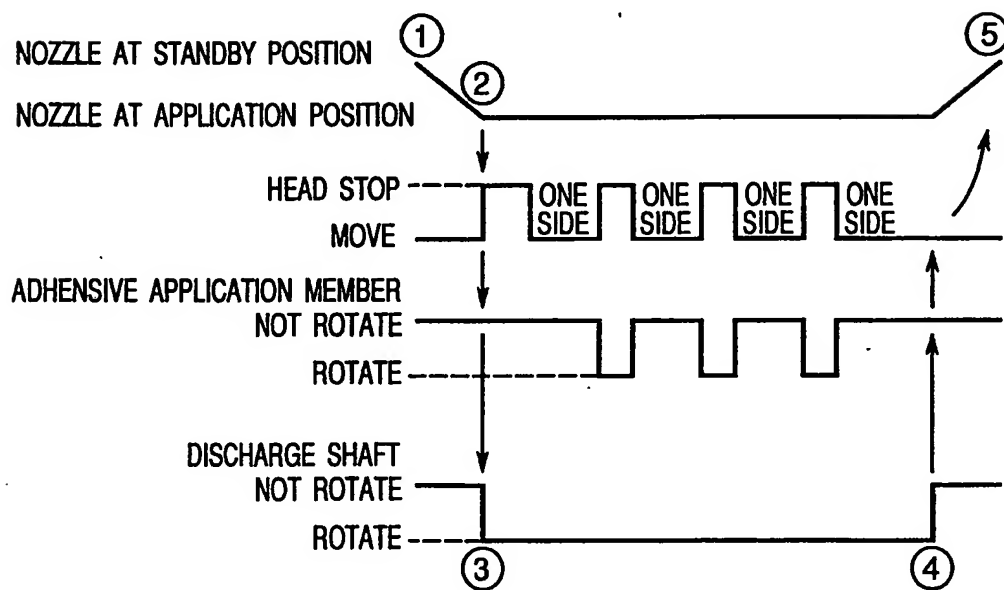 ① ⑤
NOZZLE AT STANDBY POSITION
②
NOZZLE AT APPLICATION POSITION
HEAD STOP
ONE SIDE ONE SIDE ONE SIDE ONE SIDE
MOVE
ADHENSIVE APPLICATION MEMBER
NOT ROTATE
ROTATE
DISCHARGE SHAFT
NOT ROTATE
ROTATE
③ ④